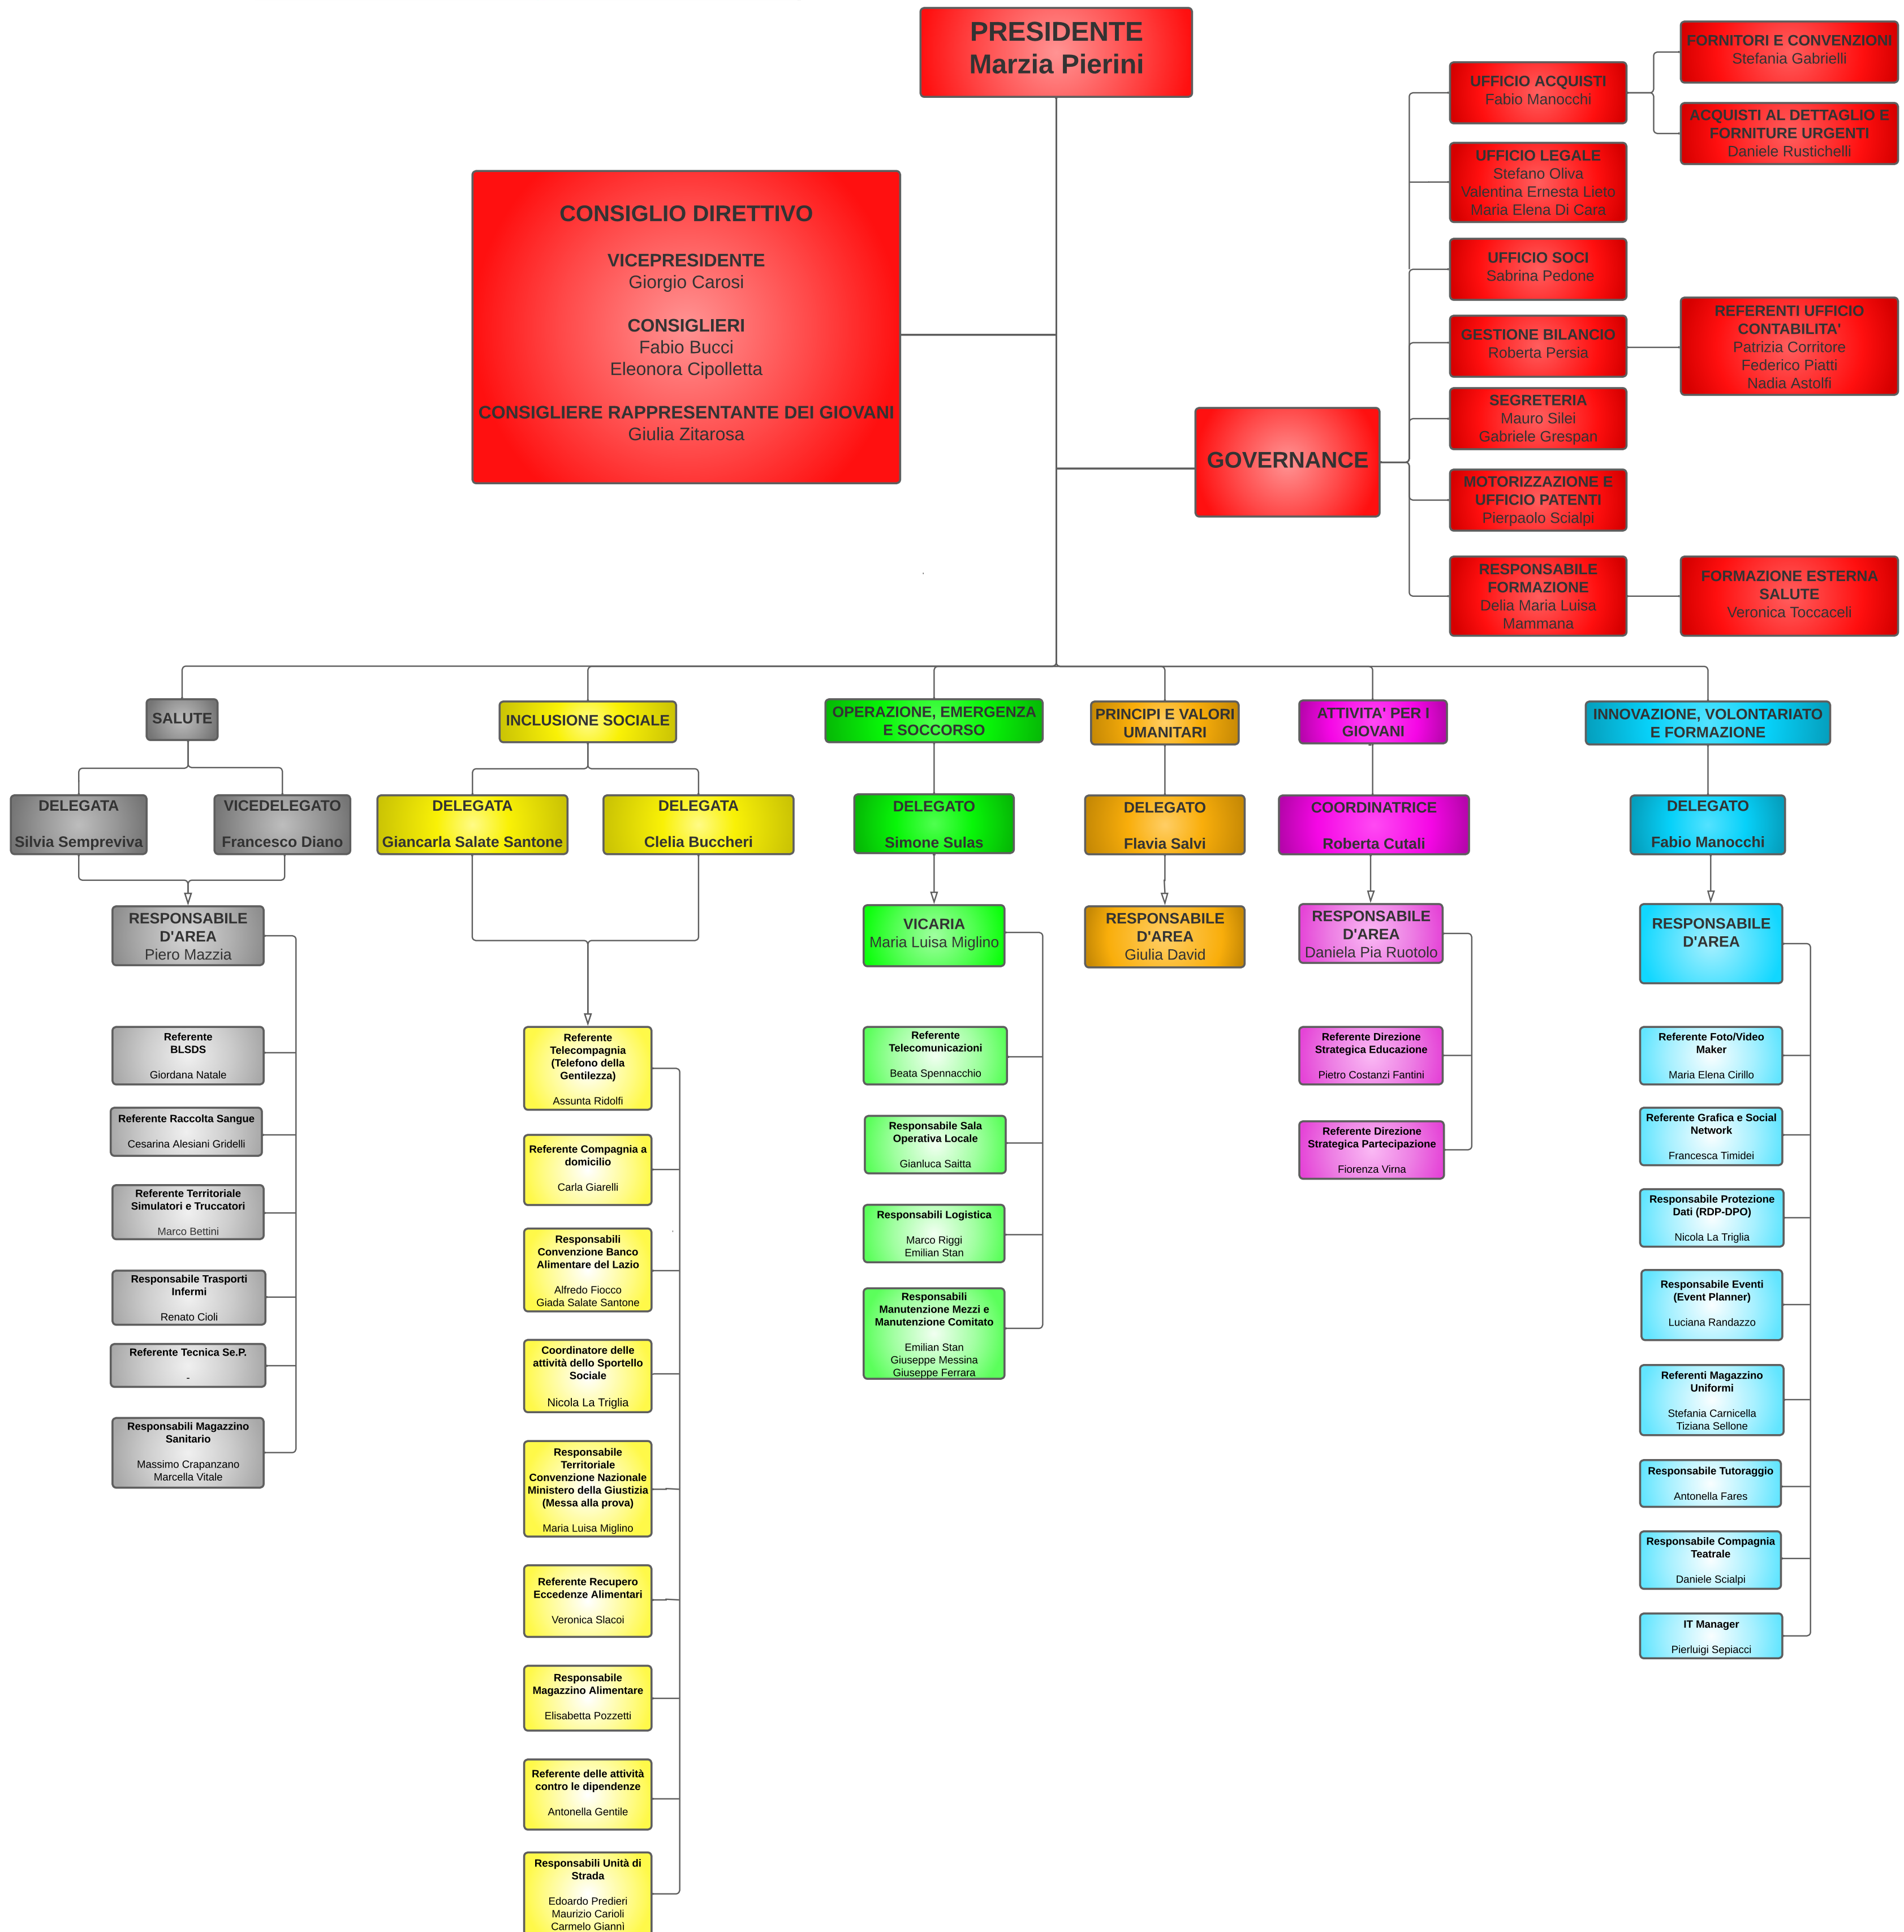 PRESIDENTE
Marzia Pierini
CONSIGLIO DIRETTIVO
VICEPRESIDENTE
Giorgio Carosi
CONSIGLIERI
Fabio Bucci
Eleonora Cipolletta
CONSIGLIERE RAPPRESENTANTE DEI GIOVANI
Giulia Zitarosa
GOVERNANCE
UFFICIO ACQUISTI
Fabio Manocchi
FORNITORI E CONVENZIONI
Stefania Gabrielli
ACQUISTI AL DETTAGLIO E
FORNITURE URGENTI
Daniele Rustichelli
UFFICIO LEGALE
Stefano Oliva
Valentina Ernesta Lieto
Maria Elena Di Cara
UFFICIO SOCI
Sabrina Pedone
GESTIONE BILANCIO
Roberta Persia
REFERENTI UFFICIO
CONTABILITA'
Patrizia Corritore
Federico Piatti
Nadia Astolfi
SEGRETERIA
Mauro Silei
Gabriele Grespan
MOTORIZZAZIONE E
UFFICIO PATENTI
Pierpaolo Scialpi
RESPONSABILE
FORMAZIONE
Delia Maria Luisa
Mammana
FORMAZIONE ESTERNA
SALUTE
Veronica Toccaceli
SALUTE
DELEGATA
Silvia Sempreviva
VICEDELEGATO
Francesco Diano
RESPONSABILE
D'AREA
Piero Mazzia
Referente
BLSDS
Giordana Natale
Referente Raccolta Sangue
Cesarina Alesiani Gridelli
Referente Territoriale
Simulatori e Truccatori
Marco Bettini
Responsabile Trasporti
Infermi
Renato Cioli
Referente Tecnica Se.P.
-
Responsabili Magazzino
Sanitario
Massimo Crapanzano
Marcella Vitale
INCLUSIONE SOCIALE
DELEGATA
Giancarla Salate Santone
DELEGATA
Clelia Buccheri
Referente
Telecompagnia
(Telefono della
Gentilezza)
Assunta Ridolfi
Referente Compagnia a
domicilio
Carla Giarelli
Responsabili
Convenzione Banco
Alimentare del Lazio
Alfredo Fiocco
Giada Salate Santone
Coordinatore delle
attività dello Sportello
Sociale
Nicola La Triglia
Responsabile
Territoriale
Convenzione Nazionale
Ministero della Giustizia
(Messa alla prova)
Maria Luisa Miglino
Referente Recupero
Eccedenze Alimentari
Veronica Slacoi
Responsabile
Magazzino Alimentare
Elisabetta Pozzetti
Referente delle attività
contro le dipendenze
Antonella Gentile
Responsabili Unità di
Strada
Edoardo Predieri
Maurizio Carioli
Carmelo Giannì
OPERAZIONE, EMERGENZA
E SOCCORSO
DELEGATO
Simone Sulas
VICARIA
Maria Luisa Miglino
Referente
Telecomunicazioni
Beata Spennacchio
Responsabile Sala
Operativa Locale
Gianluca Saitta
Responsabili Logistica
Marco Riggi
Emilian Stan
Responsabili
Manutenzione Mezzi e
Manutenzione Comitato
Emilian Stan
Giuseppe Messina
Giuseppe Ferrara
PRINCIPI E VALORI
UMANITARI
DELEGATO
Flavia Salvi
RESPONSABILE
D'AREA
Giulia David
ATTIVITA' PER I
GIOVANI
COORDINATRICE
Roberta Cutali
RESPONSABILE
D'AREA
Daniela Pia Ruotolo
Referente Direzione
Strategica Educazione
Pietro Costanzi Fantini
Referente Direzione
Strategica Partecipazione
Fiorenza Virna
INNOVAZIONE, VOLONTARIATO
E FORMAZIONE
DELEGATO
Fabio Manocchi
RESPONSABILE
D'AREA
Referente Foto/Video
Maker
Maria Elena Cirillo
Referente Grafica e Social
Network
Francesca Timidei
Responsabile Protezione
Dati (RDP-DPO)
Nicola La Triglia
Responsabile Eventi
(Event Planner)
Luciana Randazzo
Referenti Magazzino
Uniformi
Stefania Carnicella
Tiziana Sellone
Responsabile Tutoraggio
Antonella Fares
Responsabile Compagnia
Teatrale
Daniele Scialpi
IT Manager
Pierluigi Sepiacci